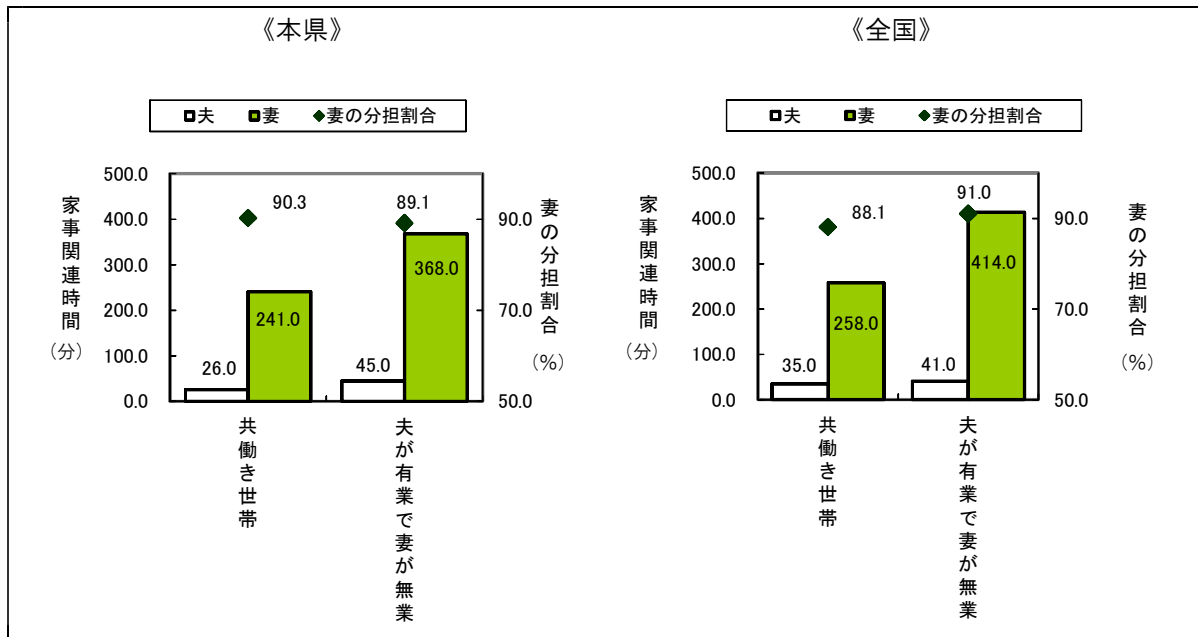 《本県》
□夫 ■妻 ◆妻の分担割合
家事関連時間
(分)
500.0
400.0
300.0
200.0
100.0
0.0
90.3
89.1
26.0
241.0
45.0
368.0
90.0
70.0
50.0
妻の分担割合
(%)
共働き世帯
夫が有業で妻が無業
《全国》
□夫 ■妻 ◆妻の分担割合
家事関連時間
(分)
500.0
400.0
300.0
200.0
100.0
0.0
88.1
91.0
35.0
258.0
41.0
414.0
90.0
70.0
50.0
妻の分担割合
(%)
共働き世帯
夫が有業で妻が無業